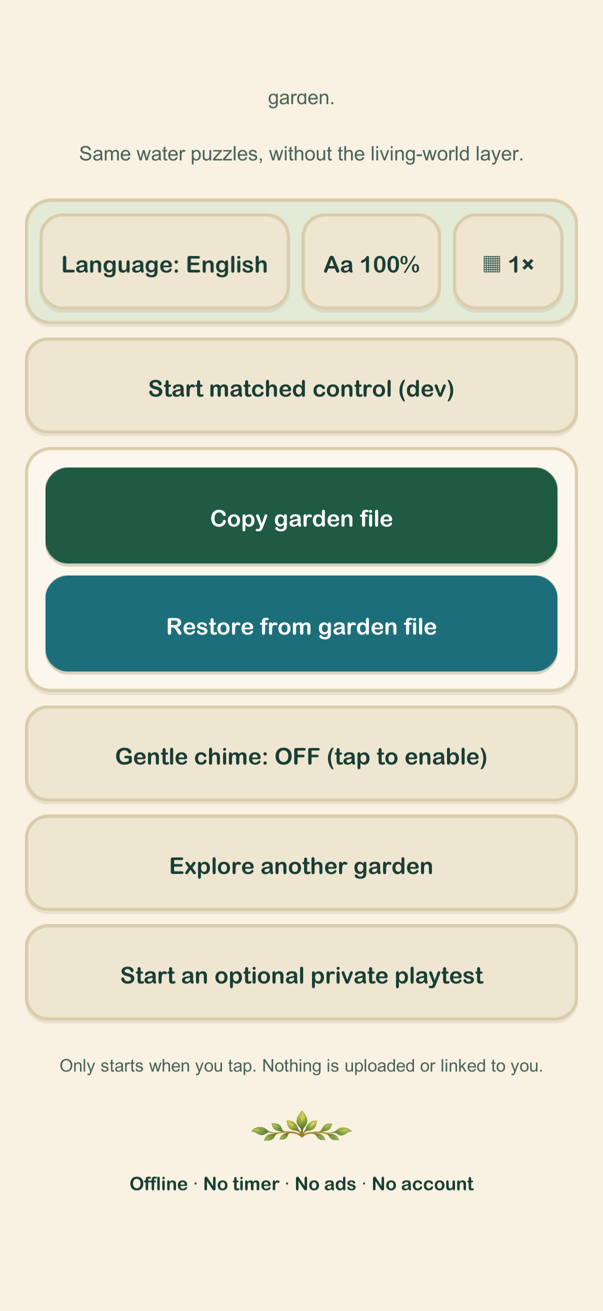 garden.
Same water puzzles, without the living-world layer.
Language: English
Aa 100%
▦ 1×
Start matched control (dev)
Copy garden file
Restore from garden file
Gentle chime: OFF (tap to enable)
Explore another garden
Start an optional private playtest
Only starts when you tap. Nothing is uploaded or linked to you.
Offline · No timer · No ads · No account